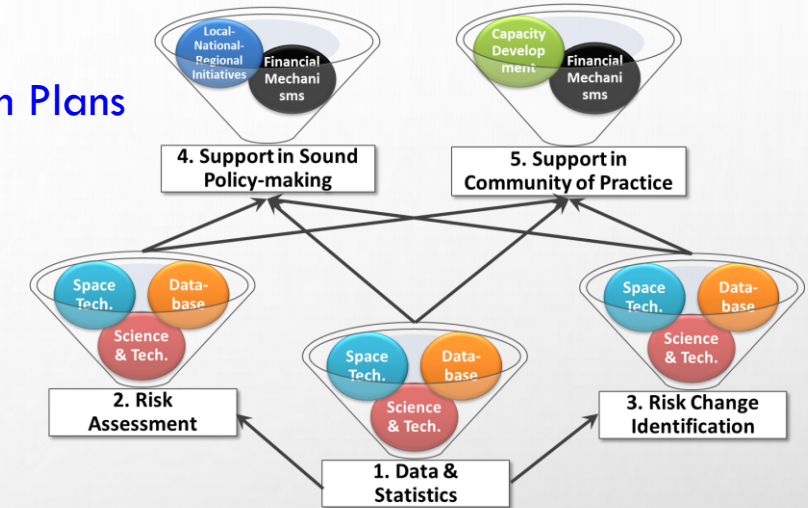 Local-
National-
Regional
Initiatives
Financial
Mechani
sms
Capacity
Develop
ment
Financial
Mechani
sms
Plans
4. Support in Sound
Policy-making
5. Support in
Community of Practice
Space
Tech.
Data-
base
Science
& Tech.
2. Risk
Assessment
Space
Tech.
Data-
base
Science
& Tech.
1. Data &
Statistics
Space
Tech.
Data-
base
Science
& Tech.
3. Risk Change
Identification